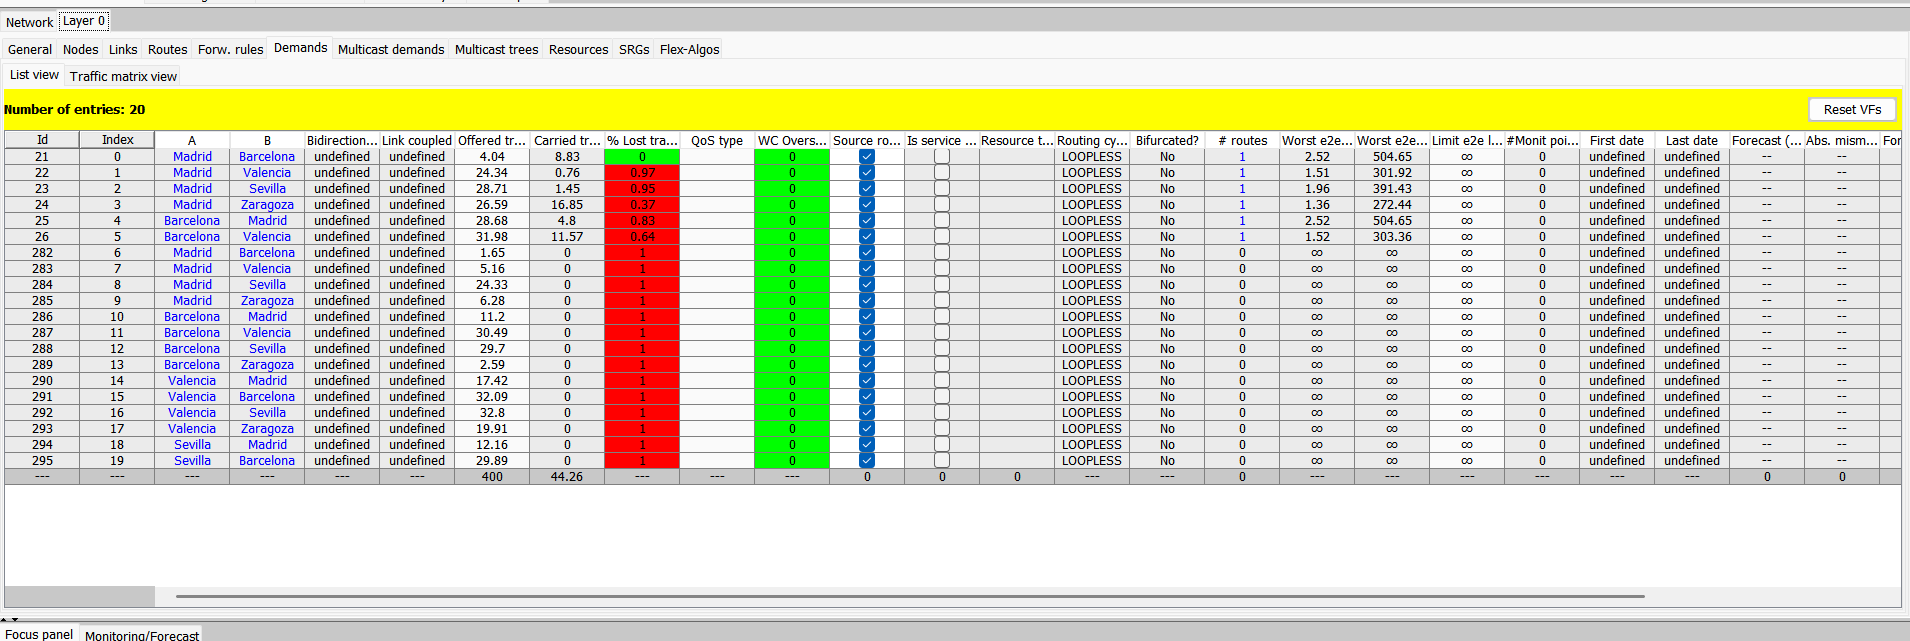 Network Layer 0
General Nodes Links Routes Forw. rules Demands Multicast demands Multicast trees Resources SRGs Flex-Algos
List view Traffic matrix view
Number of entries: 20 Reset VFs
Id Index A B Bidirection... Link coupled Offered tr... Carried tr... % Lost tra... QoS type WC Overs... Source ro... Is service ... Resource t... Routing cy... Bifurcated? # routes Worst e2e... Worst e2e... Limit e2e l... #Monit poi... First date Last date Forecast (... Abs. mism... For
21 0 Madrid Barcelona undefined undefined 4.04 8.83 0 0 LOOPLESS No 1 2.52 504.65 ∞ 0 undefined undefined -- --
22 1 Madrid Valencia undefined undefined 24.34 0.76 0.97 0 LOOPLESS No 1 1.51 301.92 ∞ 0 undefined undefined -- --
23 2 Madrid Sevilla undefined undefined 28.71 1.45 0.95 0 LOOPLESS No 1 1.96 391.43 ∞ 0 undefined undefined -- --
24 3 Madrid Zaragoza undefined undefined 26.59 16.85 0.37 0 LOOPLESS No 1 1.36 272.44 ∞ 0 undefined undefined -- --
25 4 Barcelona Madrid undefined undefined 28.68 4.8 0.83 0 LOOPLESS No 1 2.52 504.65 ∞ 0 undefined undefined -- --
26 5 Barcelona Valencia undefined undefined 31.98 11.57 0.64 0 LOOPLESS No 1 1.52 303.36 ∞ 0 undefined undefined -- --
282 6 Madrid Barcelona undefined undefined 1.65 0 1 0 LOOPLESS No 0 ∞ ∞ ∞ 0 undefined undefined -- --
283 7 Madrid Valencia undefined undefined 5.16 0 1 0 LOOPLESS No 0 ∞ ∞ ∞ 0 undefined undefined -- --
284 8 Madrid Sevilla undefined undefined 24.33 0 1 0 LOOPLESS No 0 ∞ ∞ ∞ 0 undefined undefined -- --
285 9 Madrid Zaragoza undefined undefined 6.28 0 1 0 LOOPLESS No 0 ∞ ∞ ∞ 0 undefined undefined -- --
286 10 Barcelona Madrid undefined undefined 11.2 0 1 0 LOOPLESS No 0 ∞ ∞ ∞ 0 undefined undefined -- --
287 11 Barcelona Valencia undefined undefined 30.49 0 1 0 LOOPLESS No 0 ∞ ∞ ∞ 0 undefined undefined -- --
288 12 Barcelona Sevilla undefined undefined 29.7 0 1 0 LOOPLESS No 0 ∞ ∞ ∞ 0 undefined undefined -- --
289 13 Barcelona Zaragoza undefined undefined 2.59 0 1 0 LOOPLESS No 0 ∞ ∞ ∞ 0 undefined undefined -- --
290 14 Valencia Madrid undefined undefined 17.42 0 1 0 LOOPLESS No 0 ∞ ∞ ∞ 0 undefined undefined -- --
291 15 Valencia Barcelona undefined undefined 32.09 0 1 0 LOOPLESS No 0 ∞ ∞ ∞ 0 undefined undefined -- --
292 16 Valencia Sevilla undefined undefined 32.8 0 1 0 LOOPLESS No 0 ∞ ∞ ∞ 0 undefined undefined -- --
293 17 Valencia Zaragoza undefined undefined 19.91 0 1 0 LOOPLESS No 0 ∞ ∞ ∞ 0 undefined undefined -- --
294 18 Sevilla Madrid undefined undefined 12.16 0 1 0 LOOPLESS No 0 ∞ ∞ ∞ 0 undefined undefined -- --
295 19 Sevilla Barcelona undefined undefined 29.89 0 1 0 LOOPLESS No 0 ∞ ∞ ∞ 0 undefined undefined -- --
--- --- --- --- --- --- 400 44.26 --- --- --- 0 0 0 --- --- 0 --- --- --- --- --- --- 0 0
Focus panel Monitoring/Forecast